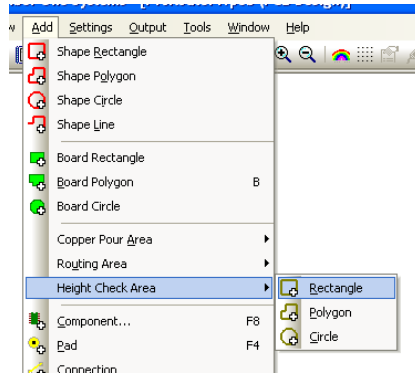 Add Settings Output Tools Window Help
Shape Rectangle
Shape Polygon
Shape Circle
Shape Line
Board Rectangle
Board Polygon B
Board Circle
Copper Pour Area
Routing Area
Height Check Area Rectangle
Polygon
Component... F8 Circle
Pad F4
Connection